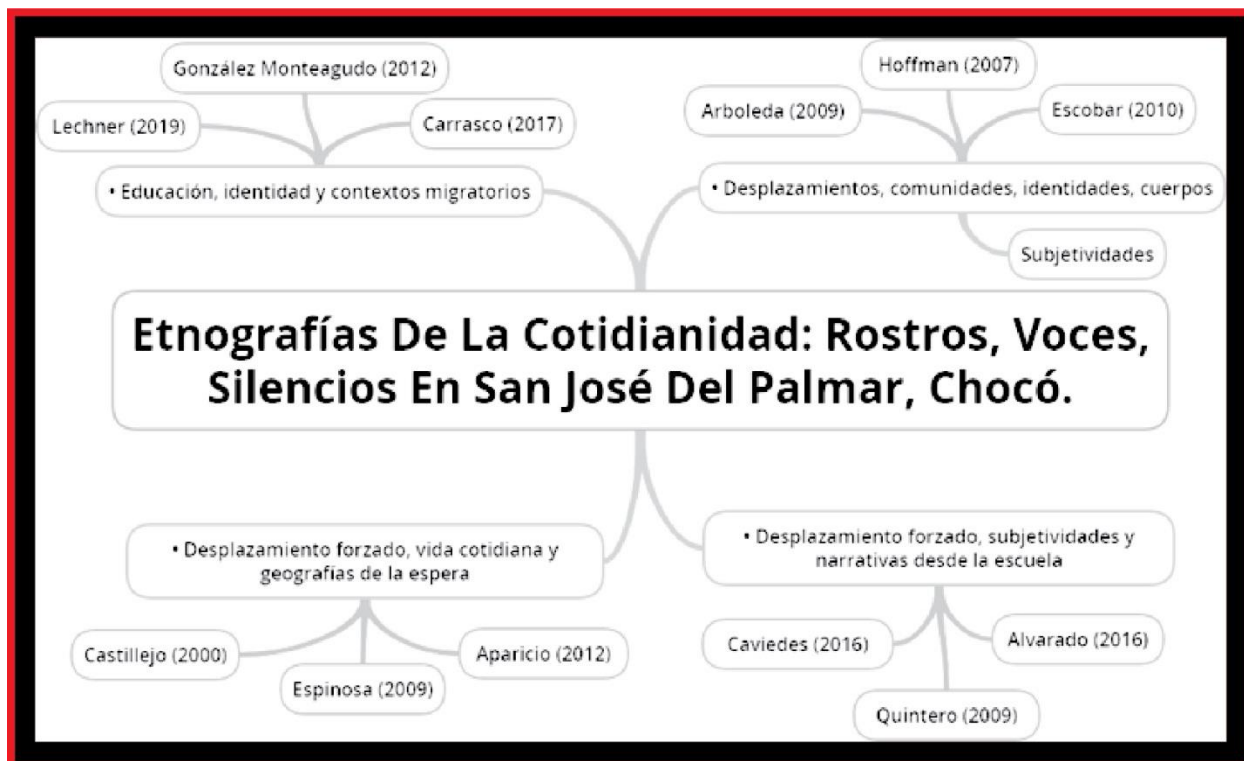 González Monteagudo (2012)
Lechner (2019)
Carrasco (2017)
• Educación, identidad y contextos migratorios
Hoffman (2007)
Arboleda (2009)
Escobar (2010)
• Desplazamientos, comunidades, identidades, cuerpos
Subjetividades
Etnografías De La Cotidianidad: Rostros, Voces,
Silencios En San José Del Palmar, Chocó.
• Desplazamiento forzado, vida cotidiana y
geografías de la espera
Castillejo (2000)
Espinosa (2009)
Aparicio (2012)
• Desplazamiento forzado, subjetividades y
narrativas desde la escuela
Caviedes (2016)
Alvarado (2016)
Quintero (2009)